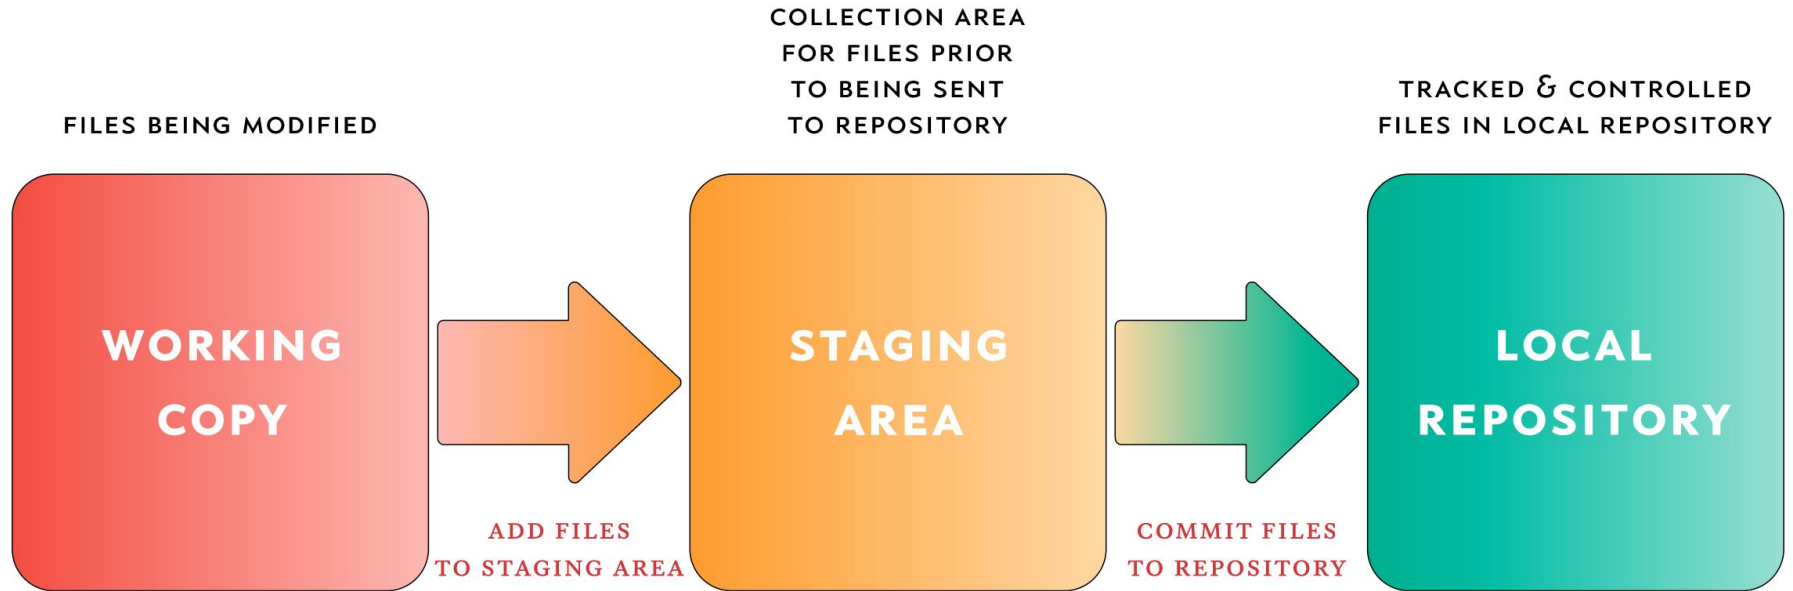 COLLECTION AREA
FOR FILES PRIOR
TO BEING SENT
TO REPOSITORY
FILES BEING MODIFIED
TRACKED & CONTROLLED
FILES IN LOCAL REPOSITORY
WORKING
COPY
STAGING
AREA
LOCAL
REPOSITORY
ADD FILES
TO STAGING AREA
COMMIT FILES
TO REPOSITORY